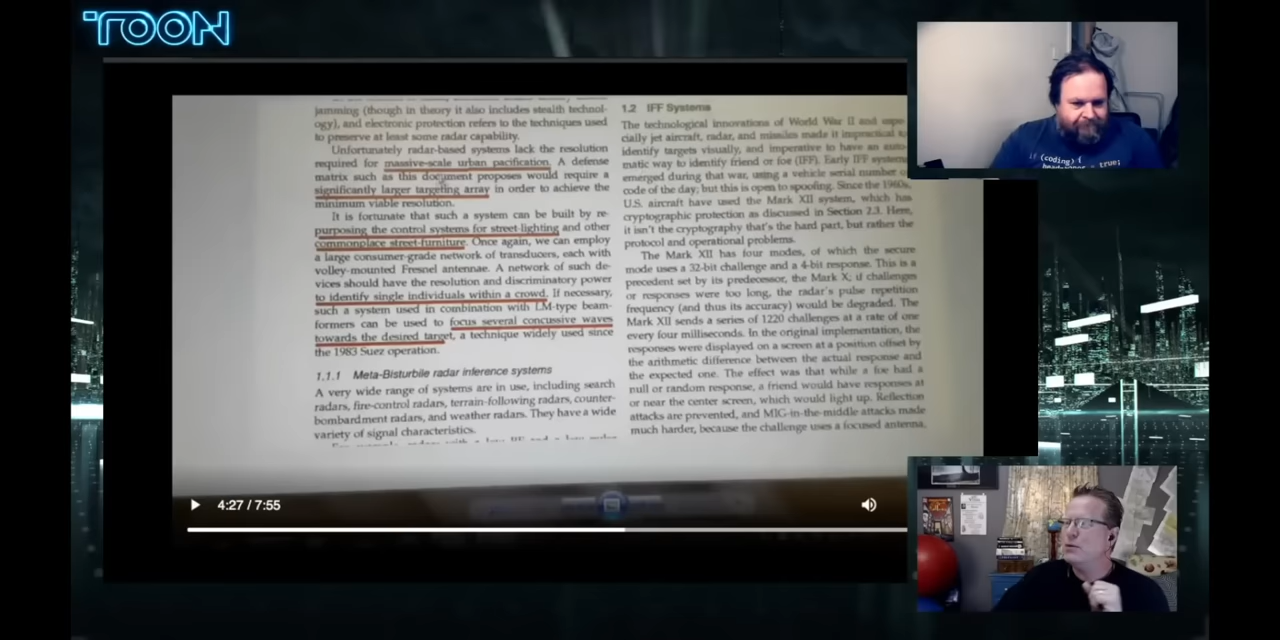 TOON
jamming (though in theory it also includes stealth technol-
ogy), and electronic protection refers to the techniques used
to preserve at least some radar capability.
Unfortunately radar-based systems lack the resolution
required for massive-scale urban pacification. A defense
matrix such as this document proposes would require a
significantly larger targeting array in order to achieve the
minimum viable resolution.
It is fortunate that such a system can be built by re-
purposing the control systems for street-lighting and other
commonplace street-furniture. Once again, we can employ
a large consumer-grade network of transducers, each with
volley-mounted Fresnel antennae. A network of such de-
vices should have the resolution and discriminatory power
to identify single individuals within a crowd. If necessary,
such a system used in combination with LM-type beam-
formers can be used to focus several concussive waves
towards the desired target, a technique widely used since
the 1983 Suez operation.
1.1.1 Meta-Bisturbile radar inference systems
A very wide range of systems are in use, including search
radars, fire-control radars, terrain-following radars, counter-
bombardment radars, and weather radars. They have a wide
variety of signal characteristics.
1.2 IFF Systems
The technological innovations of World War II and espe-
cially jet aircraft, radar, and missiles made it impractical to
identify targets visually, and imperative to have an auto-
matic way to identify friend or foe (IFF). Early IFF systems
emerged during that war, using a vehicle serial number or
code of the day; but this is open to spoofing. Since the 1960s,
U.S. aircraft have used the Mark XII system, which has
cryptographic protection as discussed in Section 2.3. Here,
it isn't the cryptography that's the hard part, but rather the
protocol and operational problems.
The Mark XII has four modes, of which the secure
mode uses a 32-bit challenge and a 4-bit response. This is a
precedent set by its predecessor, the Mark X; if challenges
or responses were too long, the radar's pulse repetition
frequency (and thus its accuracy) would be degraded. The
Mark XII sends a series of 1220 challenges at a rate of one
every four milliseconds. In the original implementation, the
responses were displayed on a screen at a position offset by
the arithmetic difference between the actual response and
the expected one. The effect was that while a foe had a
null or random response, a friend would have responses at
or near the center screen, which would light up. Reflection
attacks are prevented, and MIG-in-the-middle attacks made
much harder, because the challenge uses a focused antenna,
4:27 / 7:55
if (coding) {
= true;